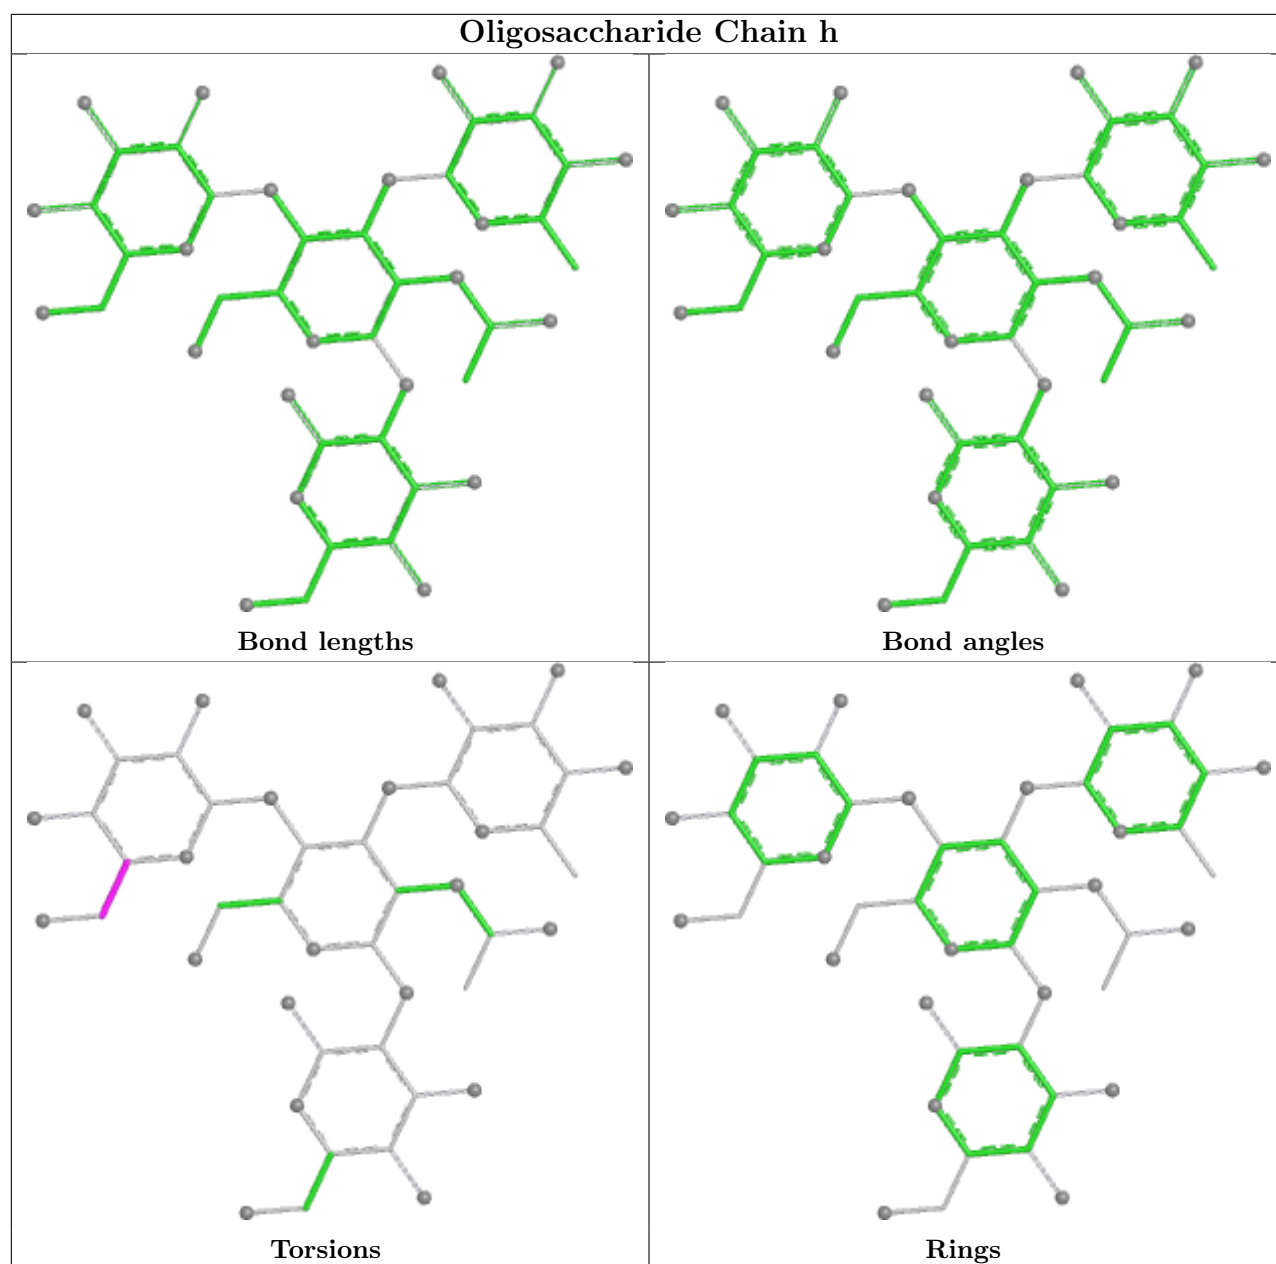 Oligosaccharide Chain h
Bond lengths
Bond angles
Torsions
Rings